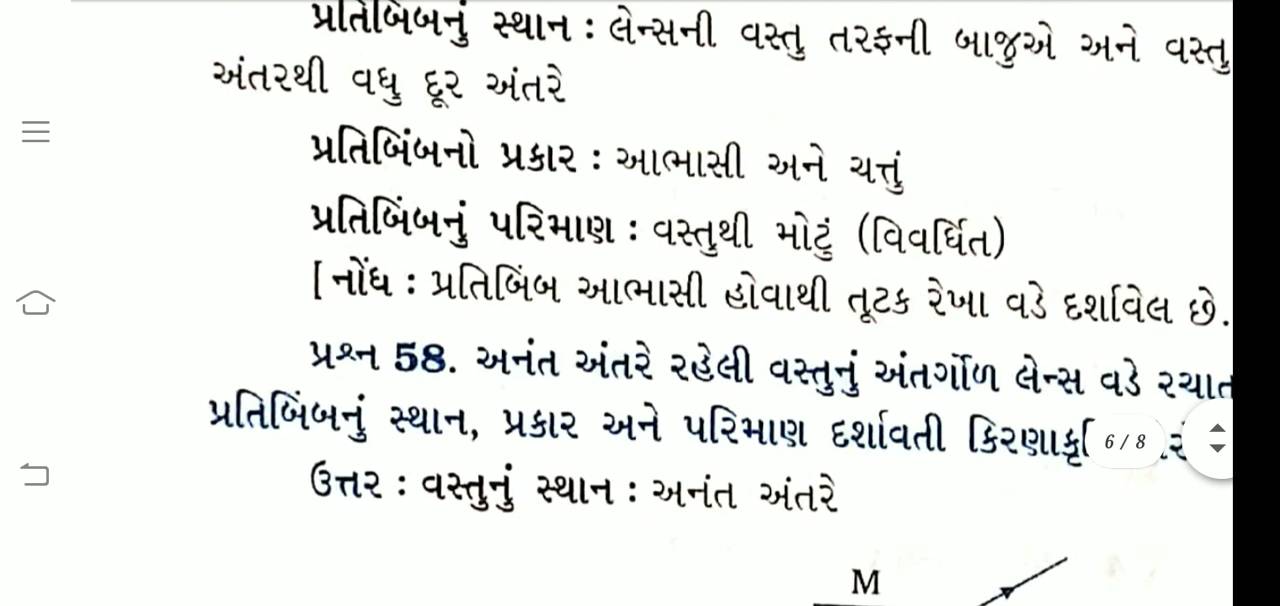 પ્રતિબિંબનું સ્થાન : લેન્સની વસ્તુ તરફની બાજુએ અને વસ્તુ
અંતરથી વધુ દૂર અંતરે
પ્રતિબિંબનો પ્રકાર : આભાસી અને ચત્તું
પ્રતિબિંબનું પરિમાણ : વસ્તુથી મોટું (વિવર્ધિત)
[નોંધ : પ્રતિબિંબ આભાસી હોવાથી તૂટક રેખા વડે દર્શાવેલ છે.
પ્રશ્ન 58. અનંત અંતરે રહેલી વસ્તુનું અંતર્ગોળ લેન્સ વડે
પ્રતિબિંબનું સ્થાન, પ્રકાર અને પરિમાણ દર્શાવતી
6 / 8
ઉત્તર : વસ્તુનું સ્થાન : અનંત અંતરે
M